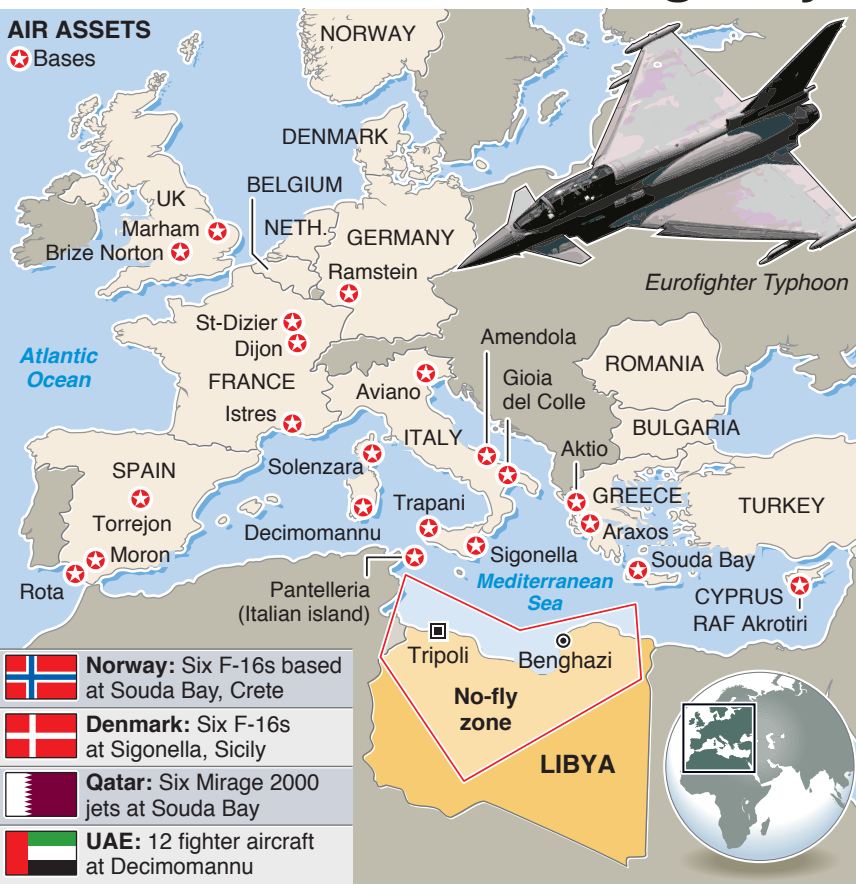 AIR ASSETS
Bases
NORWAY
DENMARK
BELGIUM
UK
NETH.
Marham
GERMANY
Brize Norton
Ramstein
Eurofighter Typhoon
St-Dizier
Dijon
Amendola
Atlantic
Ocean
ROMANIA
FRANCE
Aviano
Gioia
del Colle
Istres
ITALY
BULGARIA
Aktio
SPAIN
Solenzara
Trapani
GREECE
TURKEY
Torrejon
Decimomannu
Araxos
Moron
Sigonella
Souda Bay
Rota
Pantelleria
(Italian island)
Mediterranean
Sea
CYPRUS
RAF Akrotiri
Tripoli
Benghazi
No-fly
zone
LIBYA
Norway: Six F-16s based
at Souda Bay, Crete
Denmark: Six F-16s
at Sigonella, Sicily
Qatar: Six Mirage 2000
jets at Souda Bay
UAE: 12 fighter aircraft
at Decimomannu